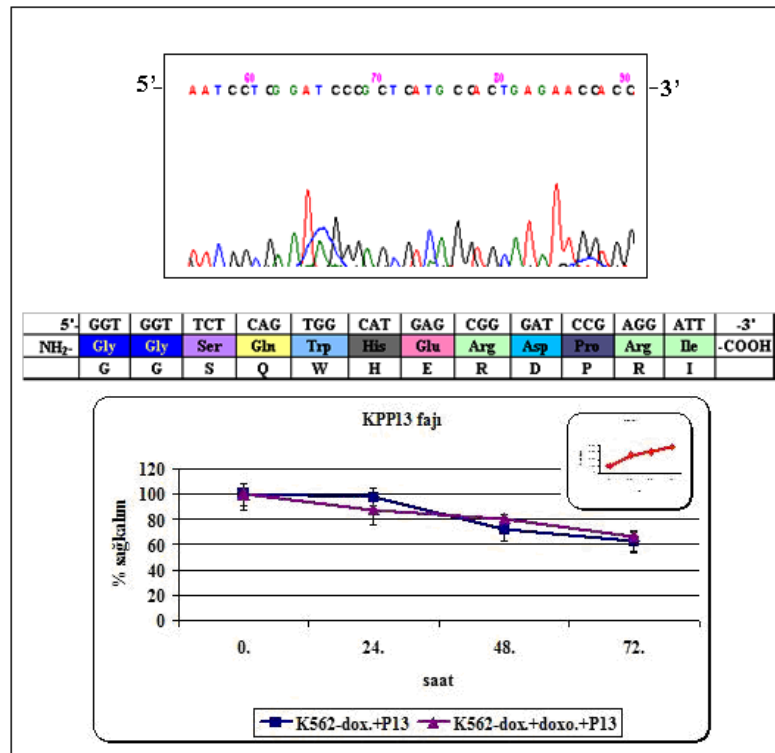 60 70 80 90
5’- A A T C C T C G G A T C C C G C T C A T G C C A C T G A G A A C C A C C -3’
5'- GGT GGT TCT CAG TGG CAT GAG CGG GAT CCG AGG ATT -3'
NH2- Gly Gly Ser Gln Trp His Glu Arg Asp Pro Arg Ile -COOH
G G S Q W H E R D P R I
KPP13 fajı
120
100
80
60
40
20
0
% sağkalım
0. 24. 48. 72.
saat
K562-dox.+P13 K562-dox.+doxo.+P13